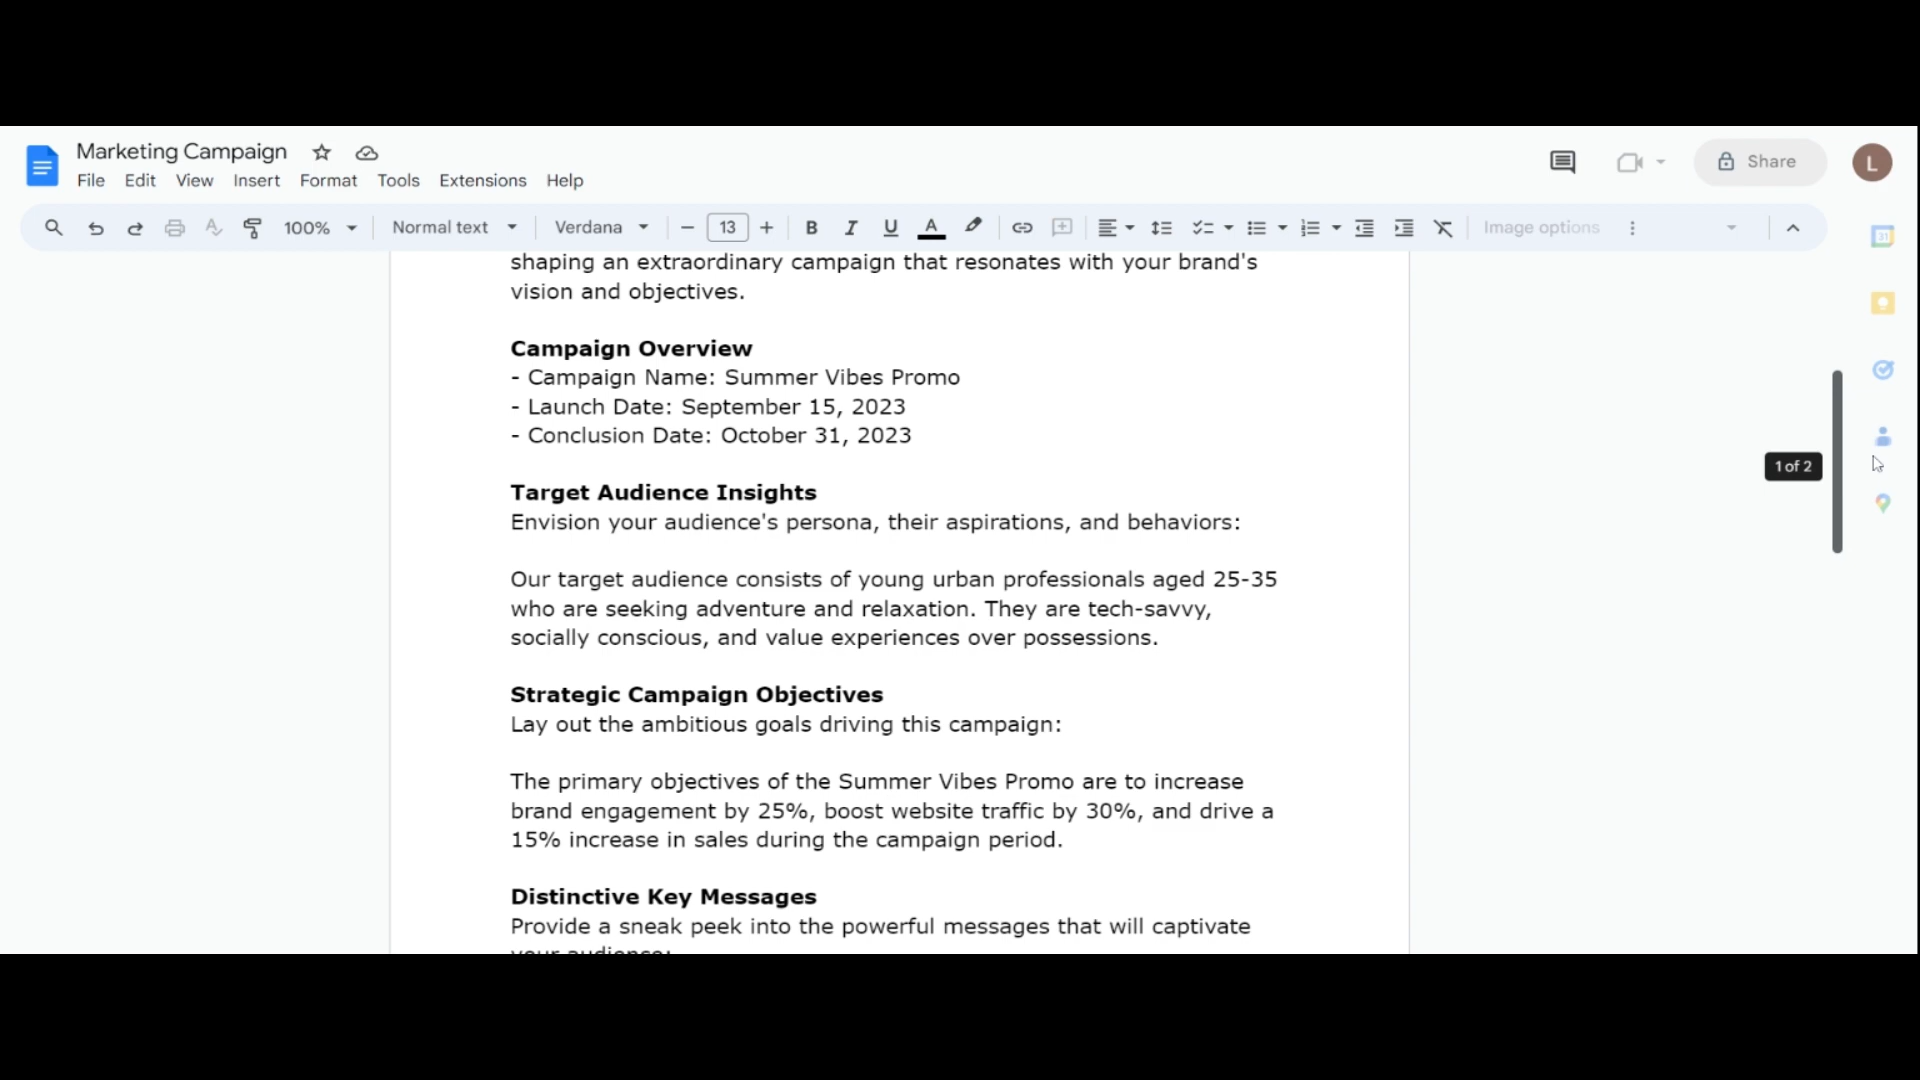 Marketing Campaign
File Edit View Insert Format Tools Extensions Help
Share
L
100% Normal text Verdana 13 B I U A Image options
31
shaping an extraordinary campaign that resonates with your brand's
vision and objectives.
Campaign Overview
- Campaign Name: Summer Vibes Promo
- Launch Date: September 15, 2023
- Conclusion Date: October 31, 2023
1 of 2
Target Audience Insights
Envision your audience's persona, their aspirations, and behaviors:
Our target audience consists of young urban professionals aged 25-35
who are seeking adventure and relaxation. They are tech-savvy,
socially conscious, and value experiences over possessions.
Strategic Campaign Objectives
Lay out the ambitious goals driving this campaign:
The primary objectives of the Summer Vibes Promo are to increase
brand engagement by 25%, boost website traffic by 30%, and drive a
15% increase in sales during the campaign period.
Distinctive Key Messages
Provide a sneak peek into the powerful messages that will captivate
your audience: